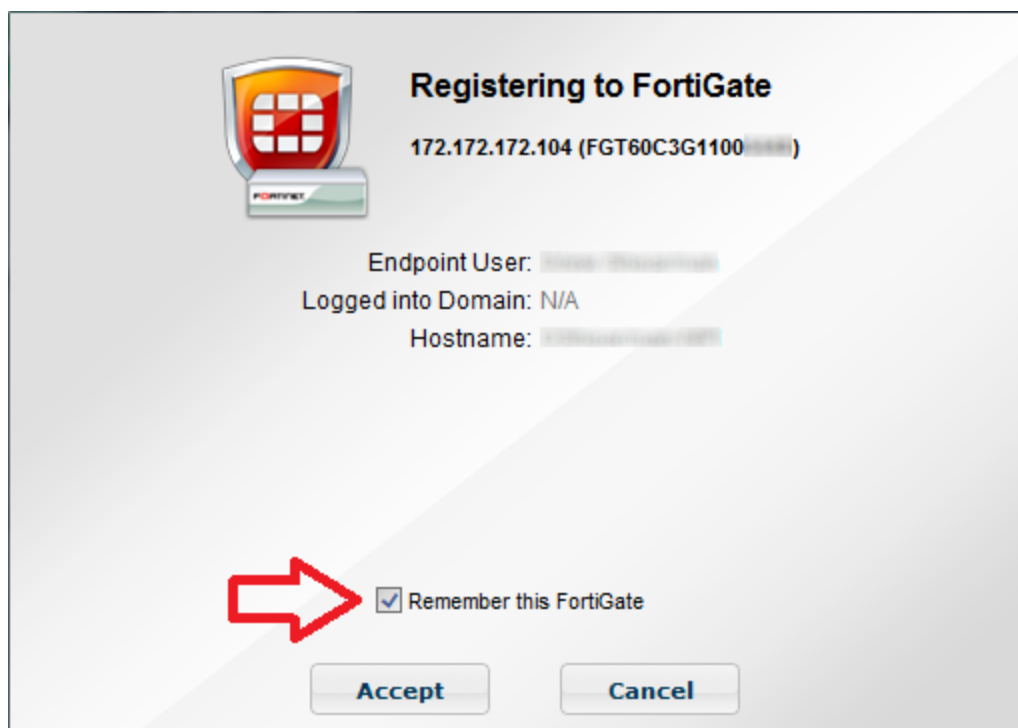 Registering to FortiGate
172.172.172.104 (FGT60C3G1100)
FORTINET
Endpoint User:
Logged into Domain: N/A
Hostname:
Remember this FortiGate
Accept
Cancel